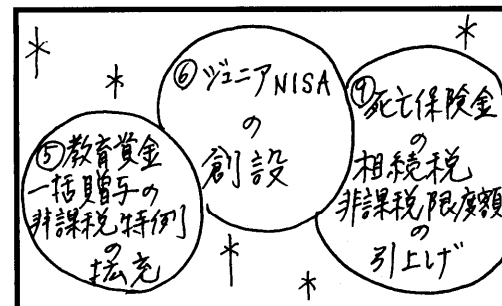 ⑤教育資金
一括贈与の
非課税特例
の
拡充
⑥ジュニアNISA
の
創設
⑨死亡保険金
の
相続税
非課税限度額
の
引上げ